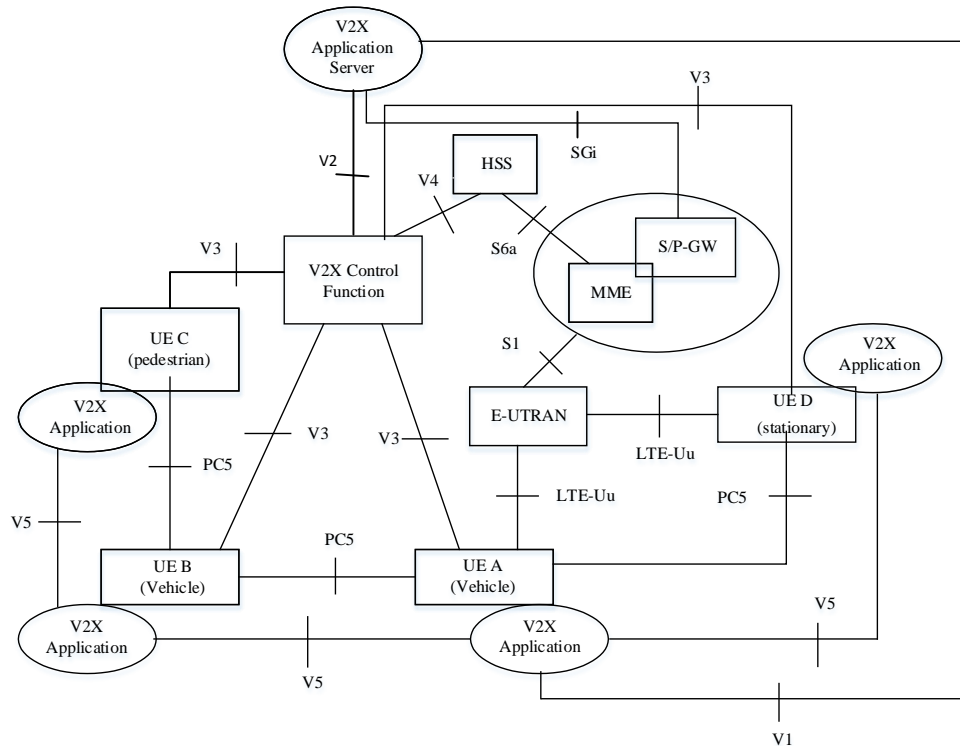 V2X
Application
Server
V3
SGi
V2
HSS
V4
S6a
S/P-GW
MME
V3
V2X Control
Function
UE C
(pedestrian)
S1
V2X
Application
V2X
Application
E-UTRAN
UE D
(stationary)
V3
V3
LTE-Uu
PC5
LTE-Uu
PC5
V5
PC5
UE B
(Vehicle)
UE A
(Vehicle)
V2X
Application
V2X
Application
V5
V5
V1